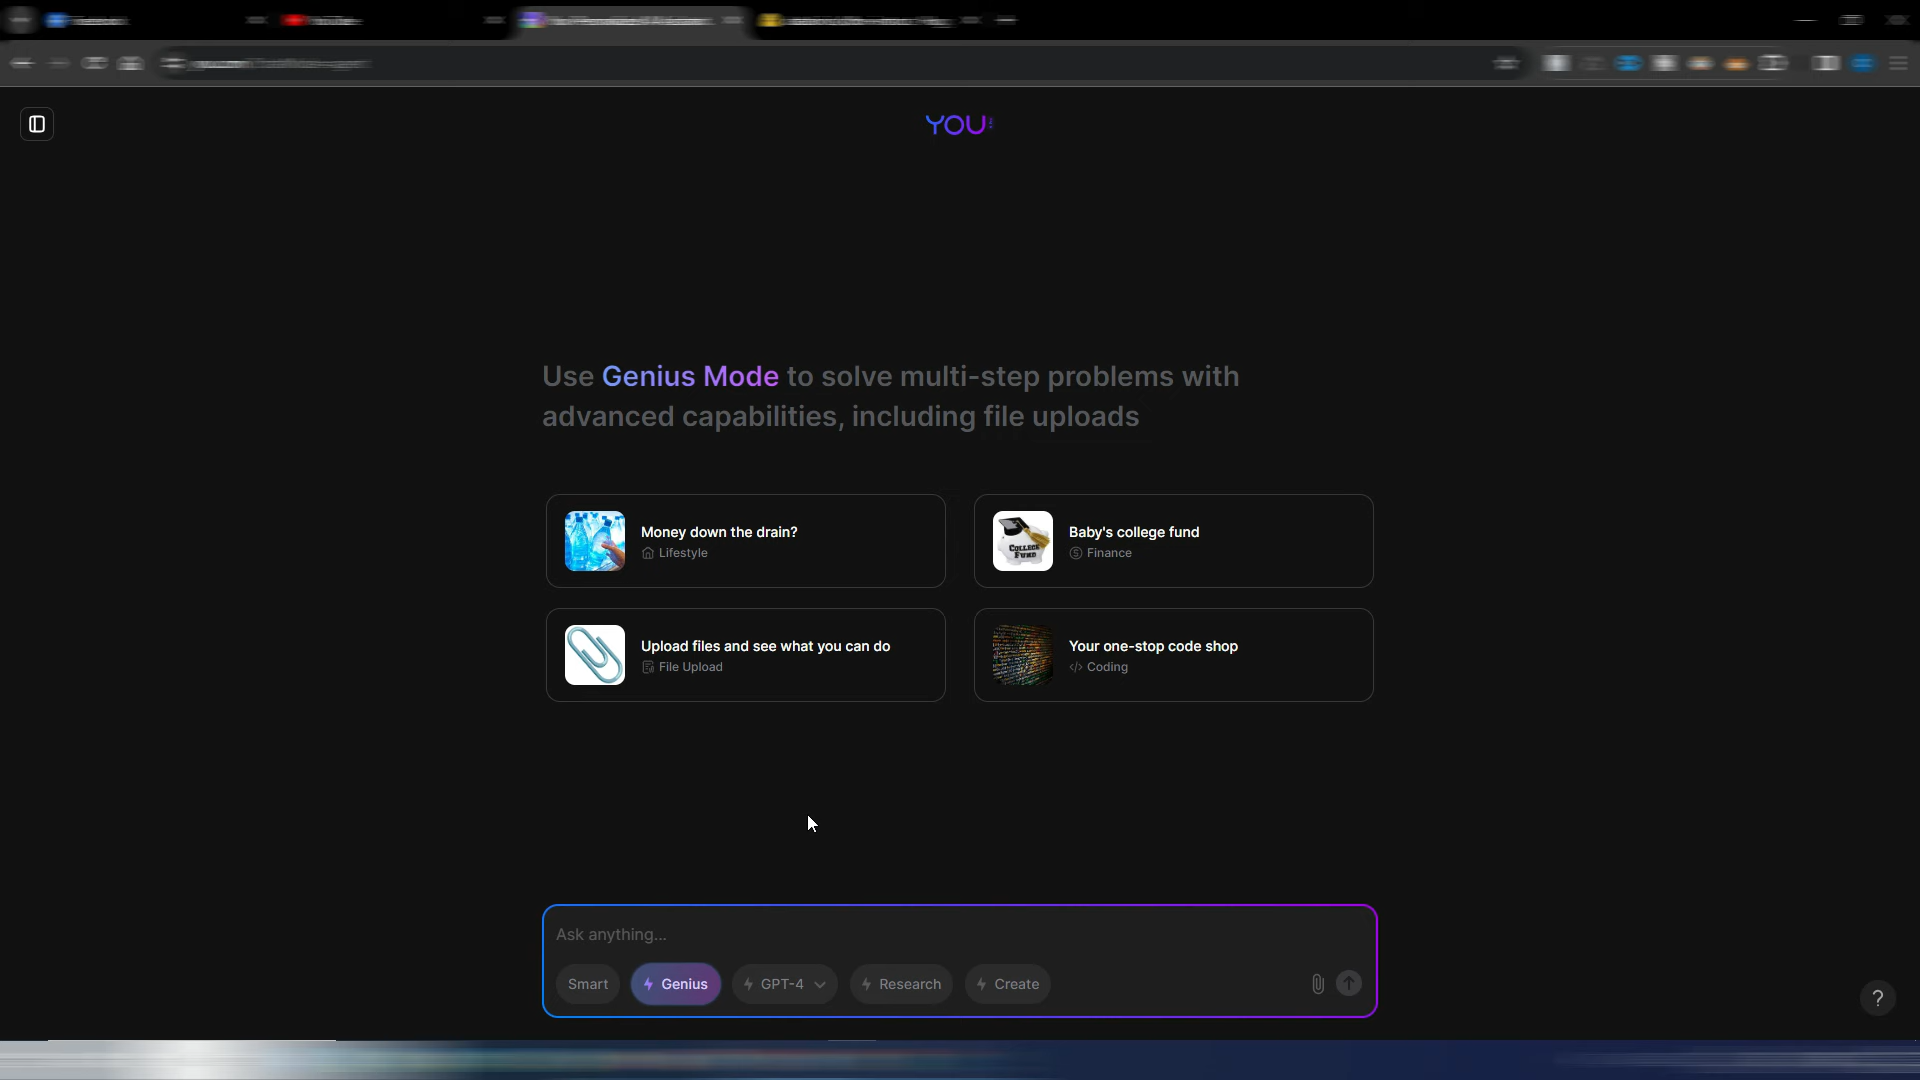 YOU
Use Genius Mode to solve multi-step problems with
advanced capabilities, including file uploads
Money down the drain?
Lifestyle
Baby's college fund
Finance
COLLEGE
FUND
Upload files and see what you can do
File Upload
Your one-stop code shop
Coding
Ask anything...
Smart
Genius
GPT-4
Research
Create
?